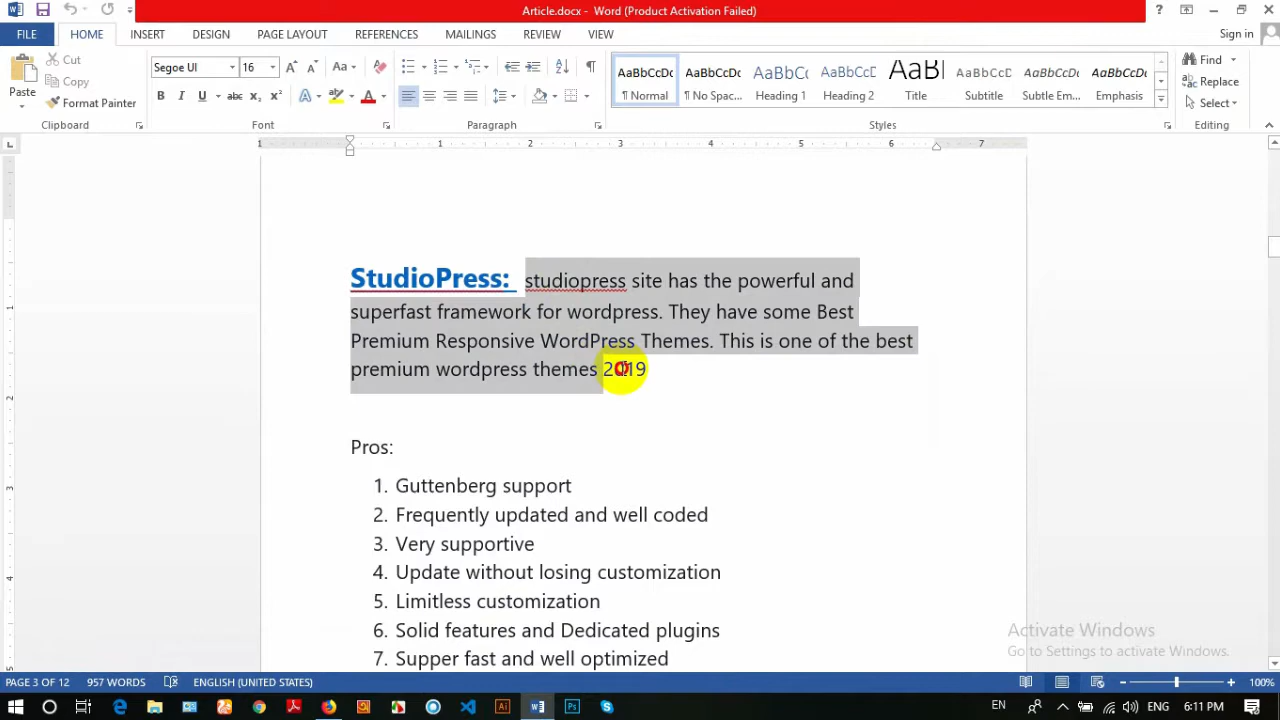 Article.docx - Word (Product Activation Failed)
Sign in
FILE HOME INSERT DESIGN PAGE LAYOUT REFERENCES MAILINGS REVIEW VIEW
Paste
Cut
Copy
Format Painter
Clipboard
Segoe UI 16
Font
Paragraph
AaBbCcDc ¶ Normal
AaBbCcDc ¶ No Spac...
AaBbCc Heading 1
AaBbCc Heading 2
AaBl Title
AaBbCcD Subtitle
AaBbCcDc Subtle Em...
AaBbCcDc Emphasis
Styles
Find
Replace
Select
Editing
StudioPress: studiopress site has the powerful and
superfast framework for wordpress. They have some Best
Premium Responsive WordPress Themes. This is one of the best
premium wordpress themes 2019
Pros:
1. Guttenberg support
2. Frequently updated and well coded
3. Very supportive
4. Update without losing customization
5. Limitless customization
6. Solid features and Dedicated plugins
7. Supper fast and well optimized
Activate Windows
Go to Settings to activate Windows.
PAGE 3 OF 12 957 WORDS ENGLISH (UNITED STATES) 100%
EN ENG 6:11 PM